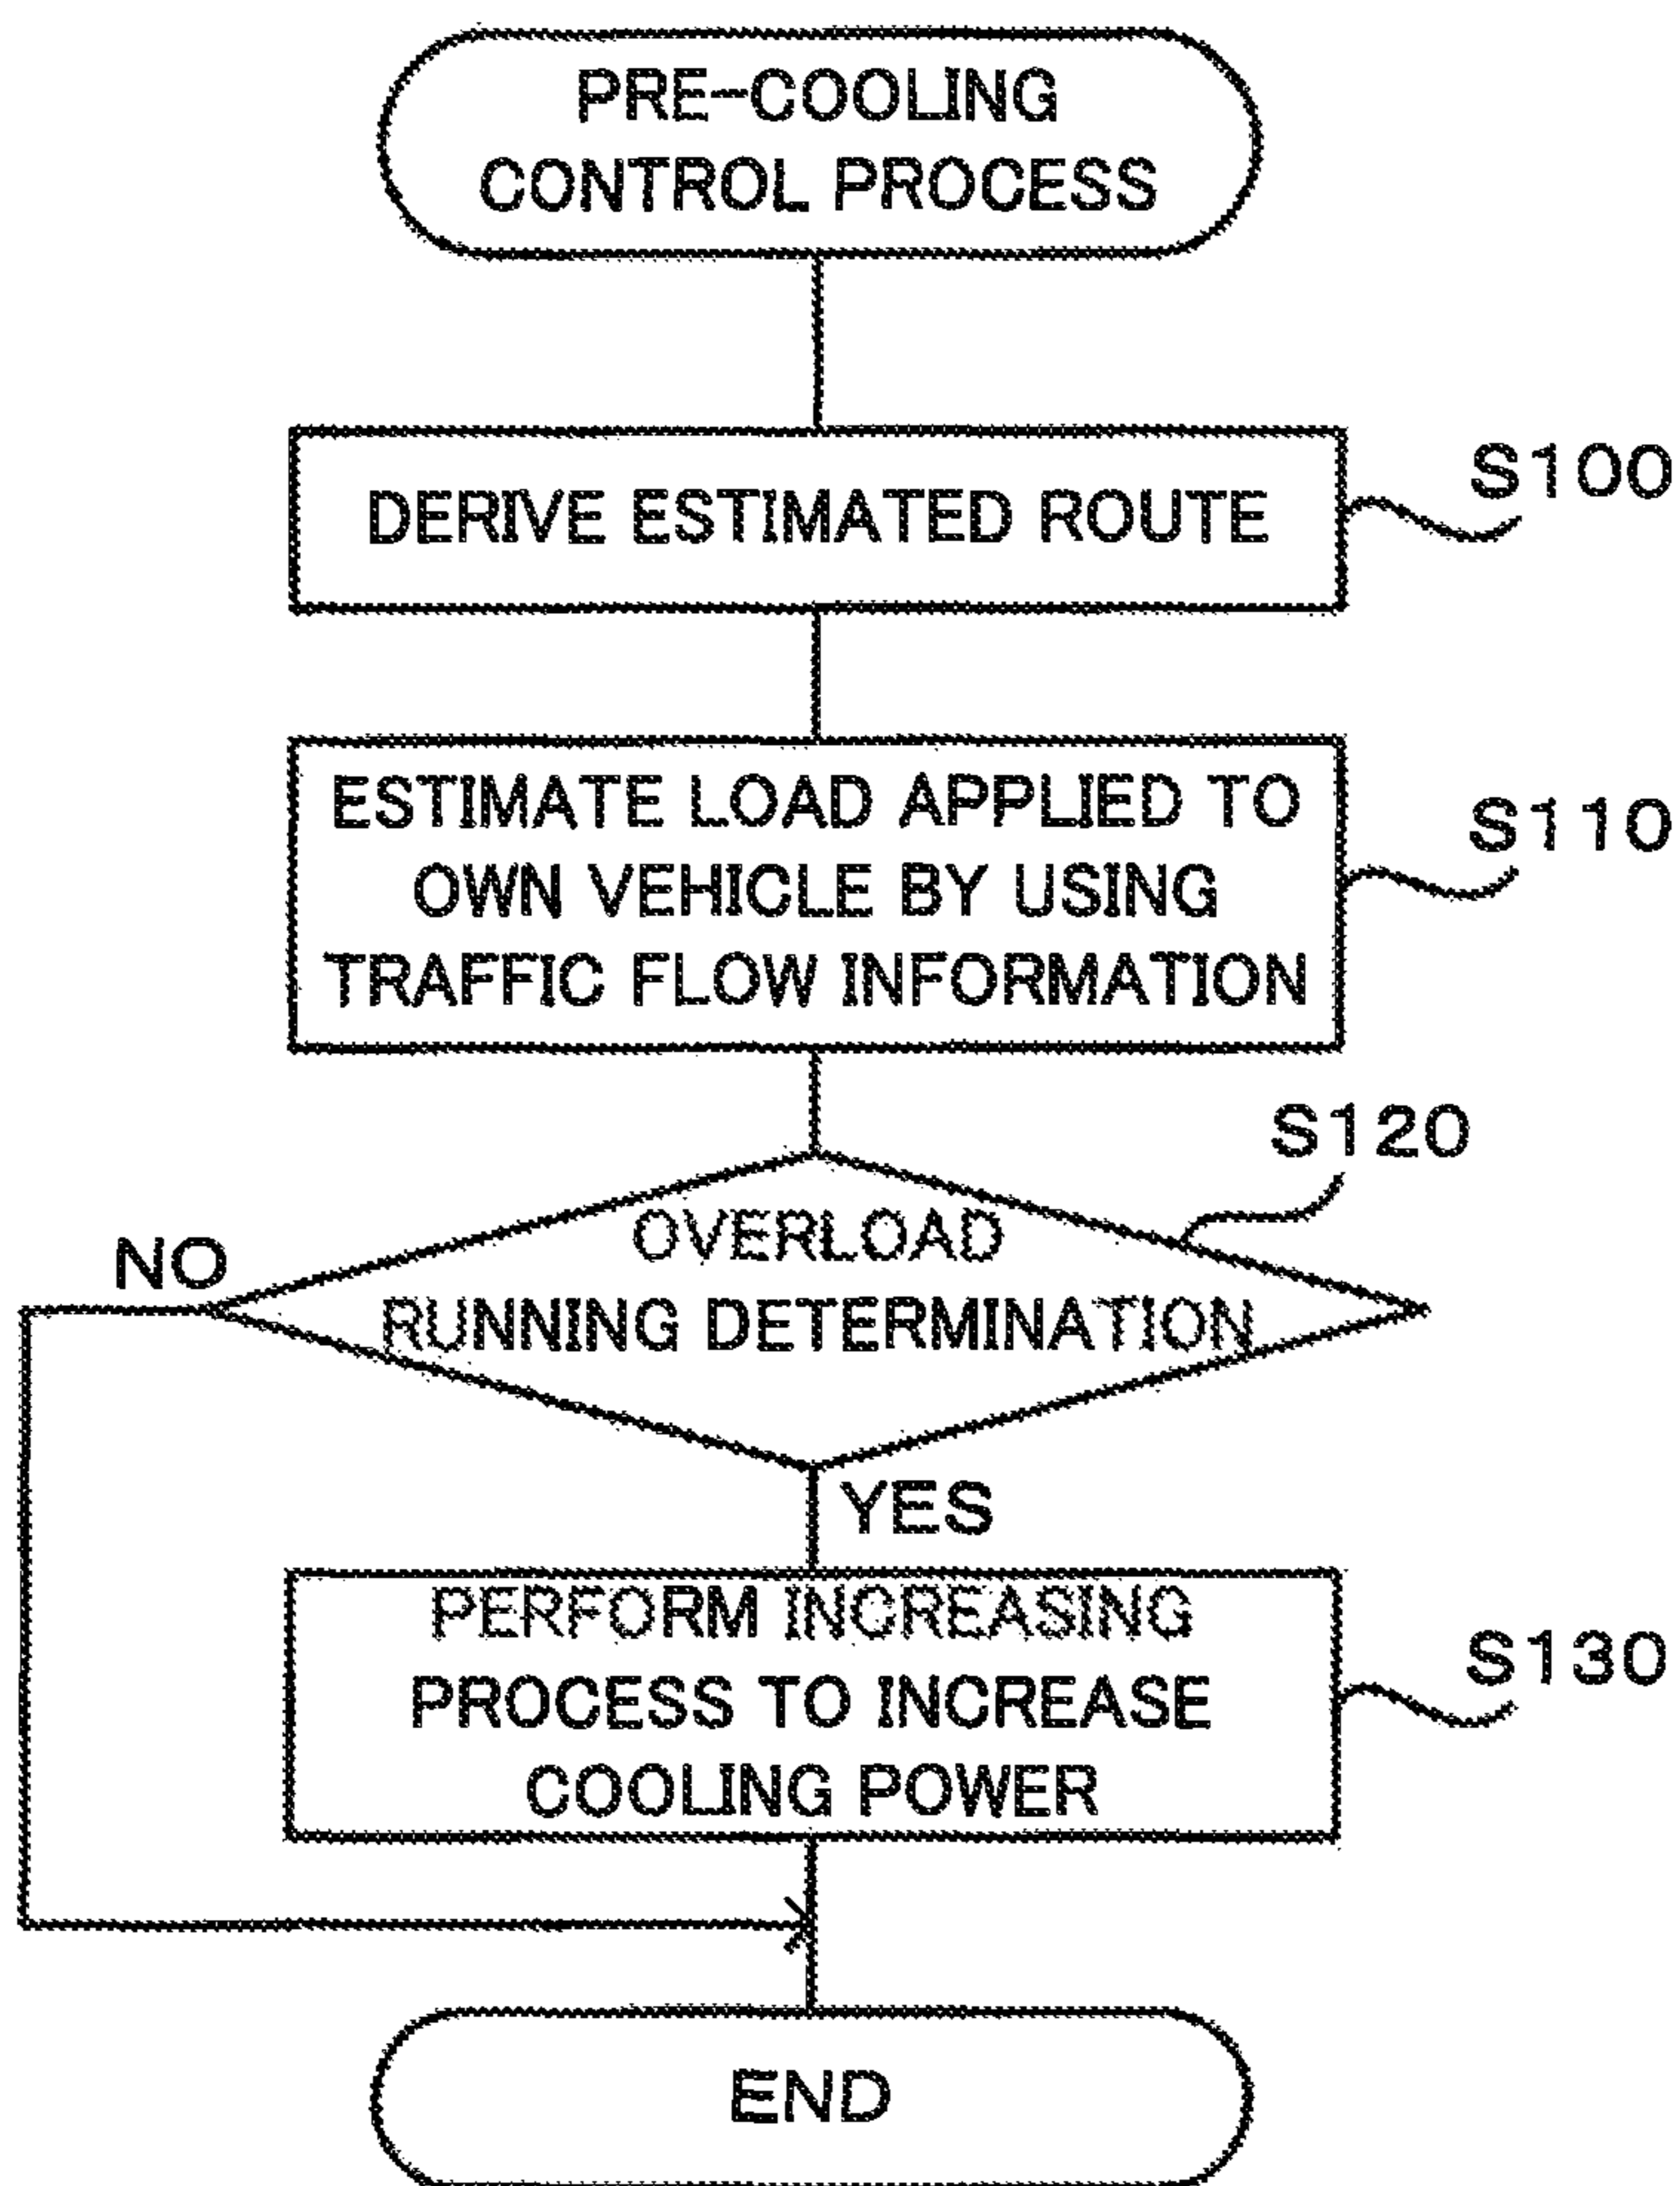 PRE-COOLING
CONTROL PROCESS
DERIVE ESTIMATED ROUTE
S100
ESTIMATE LOAD APPLIED TO
OWN VEHICLE BY USING
TRAFFIC FLOW INFORMATION
S110
S120
OVERLOAD
RUNNING DETERMINATION
NO
YES
PERFORM INCREASING
PROCESS TO INCREASE
COOLING POWER
S130
END